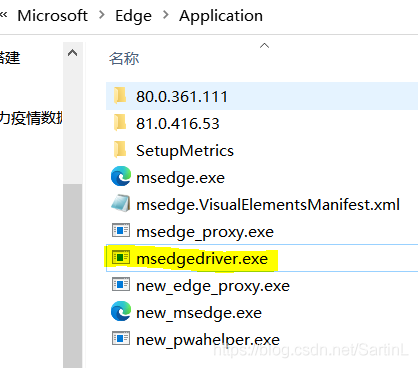 « Microsoft › Edge › Application
搭建
力疫情数据
名称
80.0.361.111
81.0.416.53
SetupMetrics
msedge.exe
msedge.VisualElementsManifest.xml
msedge_proxy.exe
msedgedriver.exe
new_edge_proxy.exe
new_msedge.exe
new_pwahelper.exe
https://blog.csdn.net/SartinL